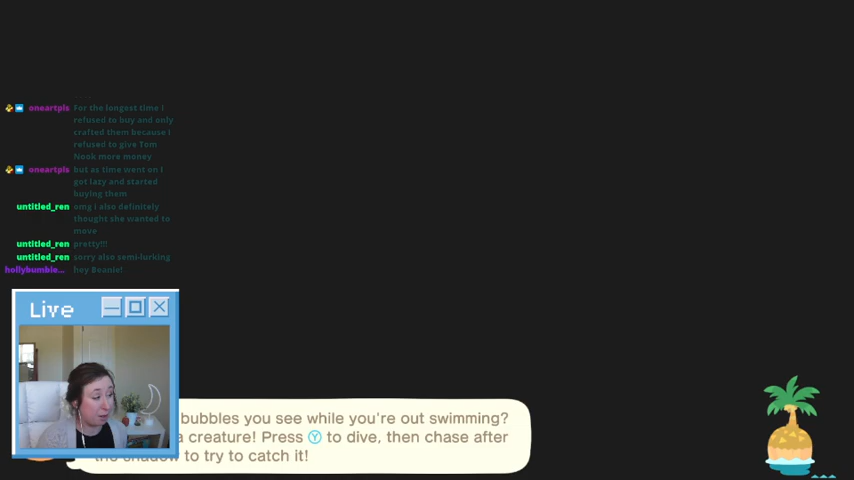 oneartpls For the longest time I
refused to buy and only
crafted them because I
refused to give Tom
Nook more money
oneartpls but as time went on I
got lazy and started
buying them
untitled_ren omg i also definitely
thought she wanted to
move
untitled_ren pretty!!!
untitled_ren sorry also semi-lurking
hollybumble... hey Beanie!
Live
bubbles you see while you're out swimming?
a creature! Press Y to dive, then chase after
the shadow to try to catch it!